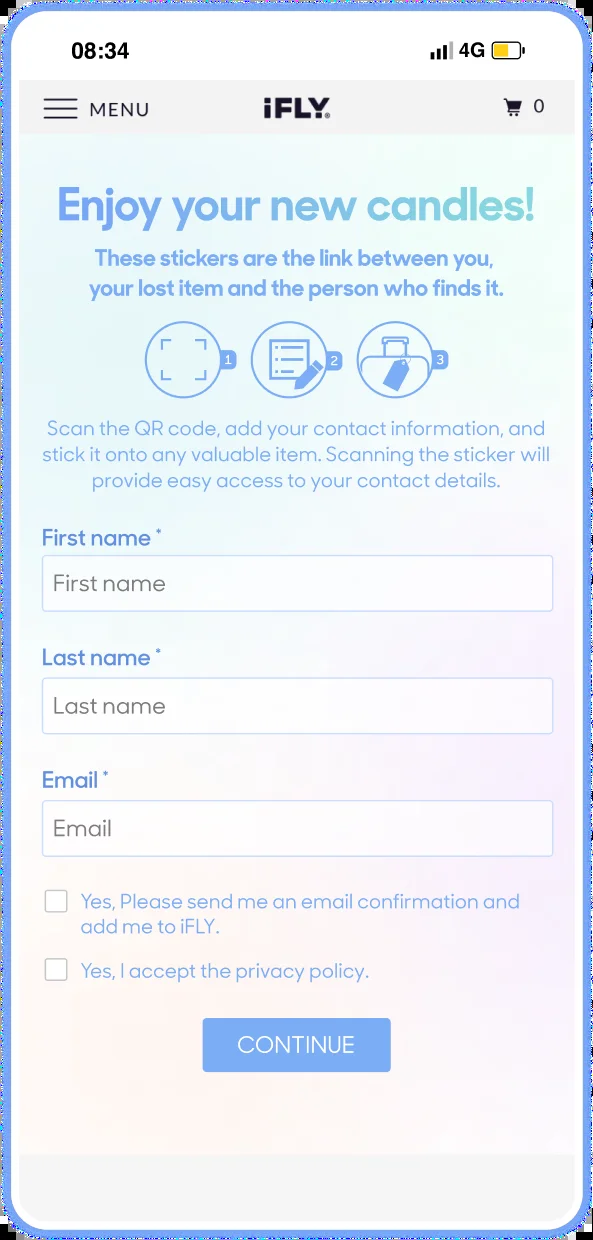 08:34
4G
MENU
iFLY®
0
Enjoy your new candles!
These stickers are the link between you,
your lost item and the person who finds it.
1
2
3
Scan the QR code, add your contact information, and
stick it onto any valuable item. Scanning the sticker will
provide easy access to your contact details.
First name *
First name
Last name *
Last name
Email *
Email
Yes, Please send me an email confirmation and
add me to iFLY.
Yes, I accept the privacy policy.
CONTINUE